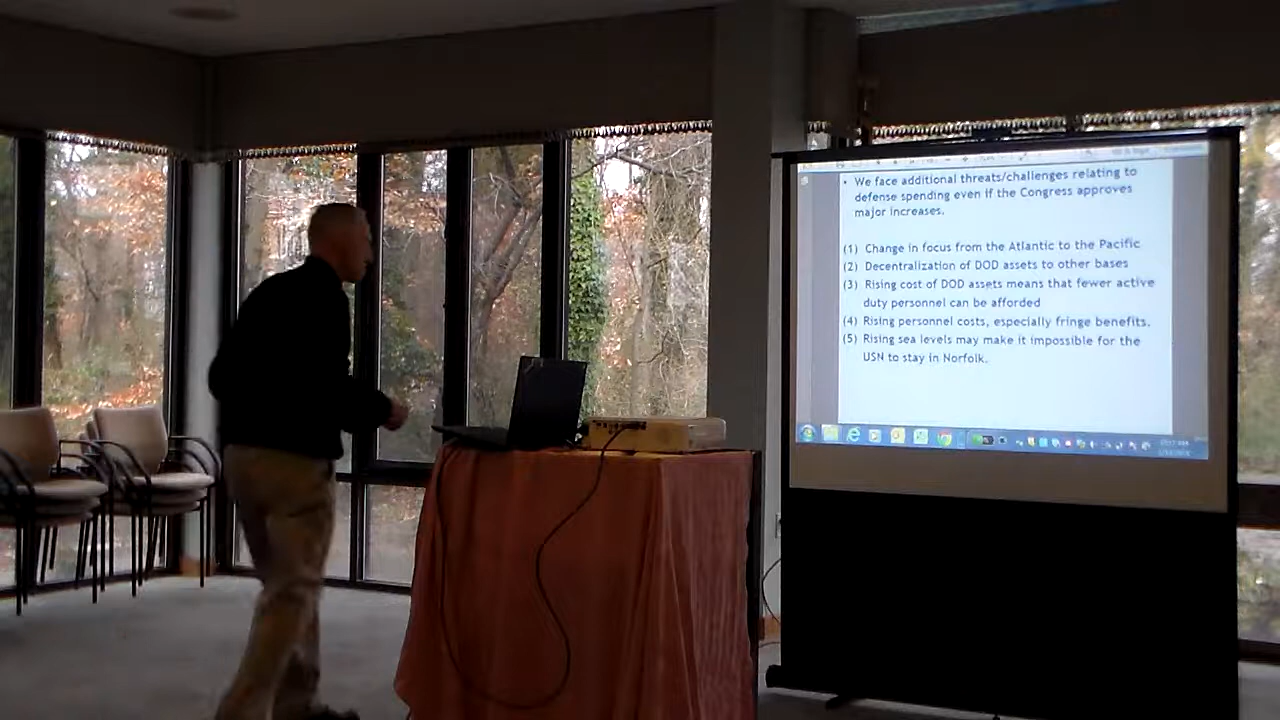 • We face additional threats/challenges relating to
defense spending even if the Congress approves
major increases.
(1) Change in focus from the Atlantic to the Pacific
(2) Decentralization of DOD assets to other bases
(3) Rising cost of DOD assets means that fewer active
duty personnel can be afforded
(4) Rising personnel costs, especially fringe benefits.
(5) Rising sea levels may make it impossible for the
USN to stay in Norfolk.